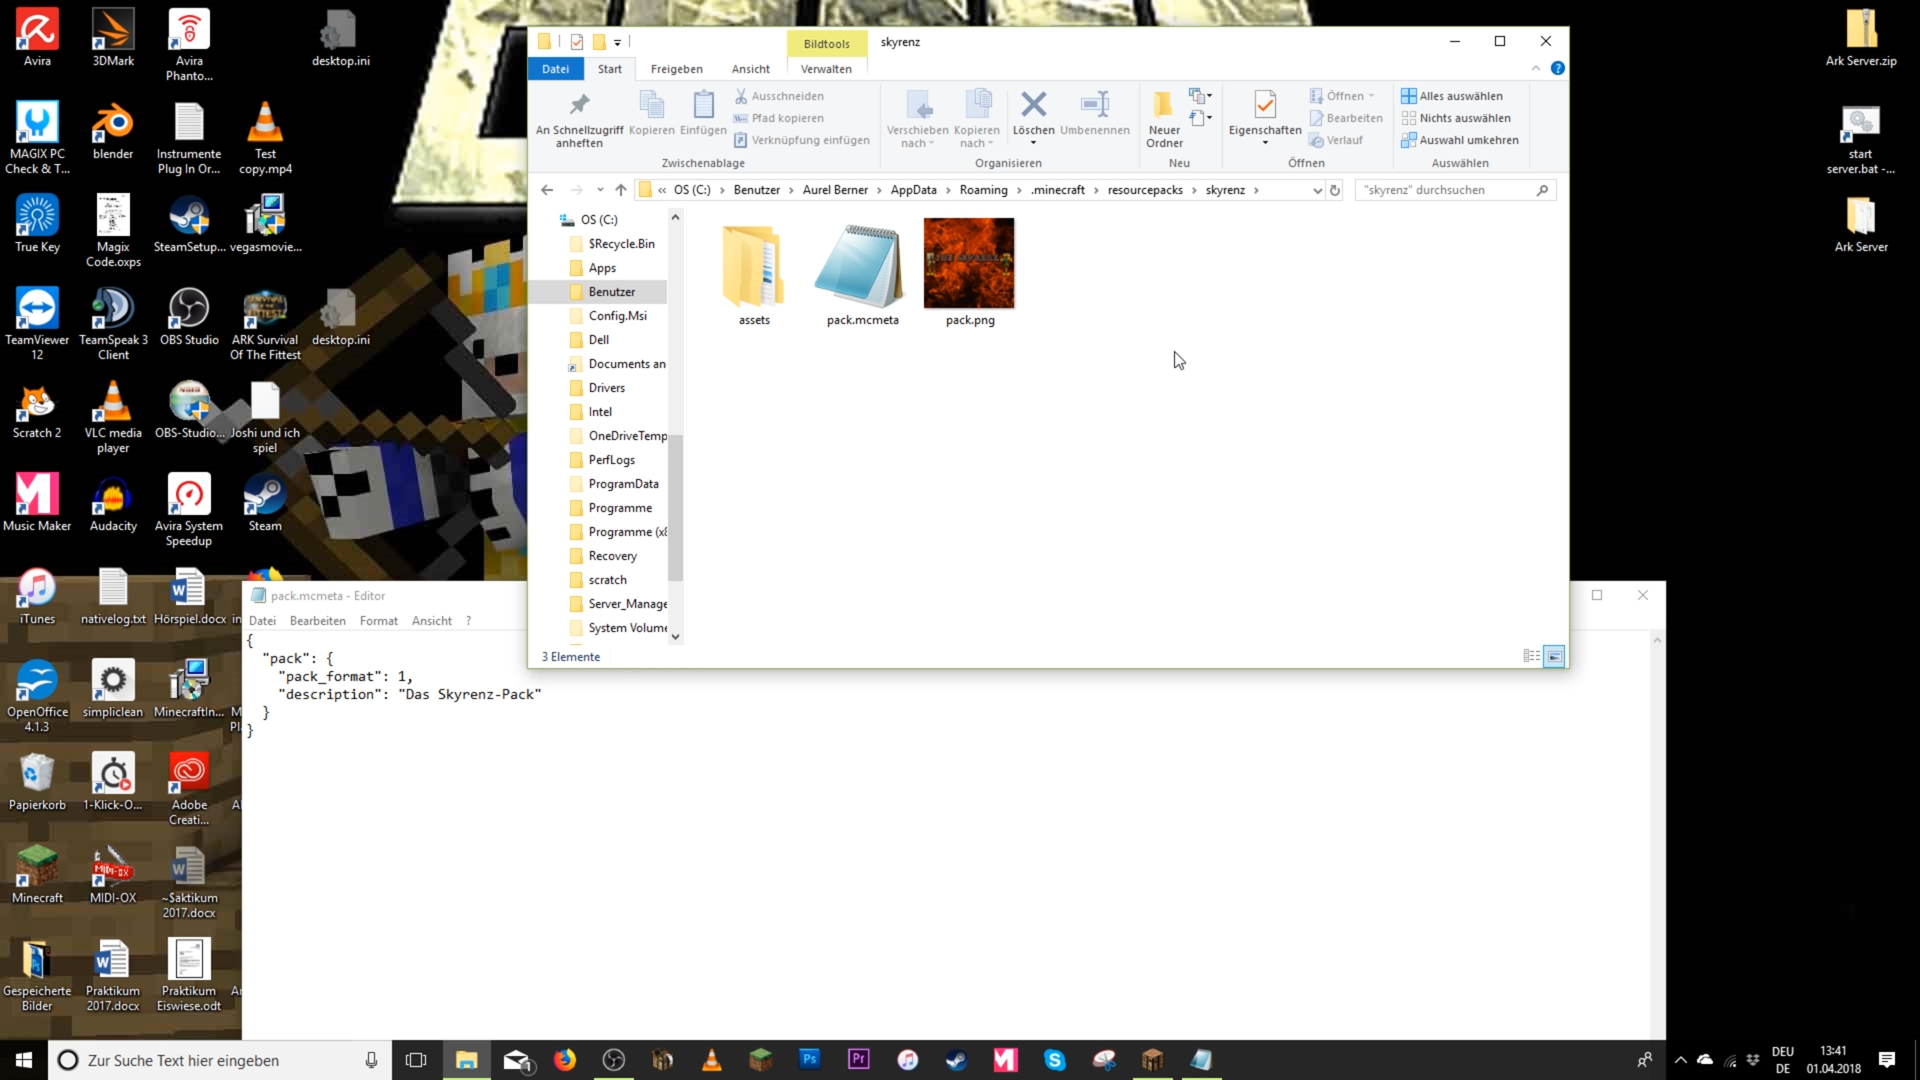 Avira
3DMark
Avira Phanto...
desktop.ini
MAGIX PC Check & T...
blender
Instrumente Plug In Or...
Test copy.mp4
True Key
Magix Code.oxps
SteamSetup...
vegasmovie...
TeamViewer 12
TeamSpeak 3 Client
OBS Studio
ARK Survival Of The Fittest
desktop.ini
Scratch 2
VLC media player
OBS-Studio...
Joshi und ich spiel
Music Maker
Audacity
Avira System Speedup
Steam
iTunes
nativelog.txt
Hörspiel.docx
in
OpenOffice 4.1.3
simpliclean
MinecraftIn...
Papierkorb
1-Klick-O...
Adobe Creati...
Minecraft
MIDI-OX
~$aktikum 2017.docx
Gespeicherte Bilder
Praktikum 2017.docx
Praktikum Eiswiese.odt
Ark Server.zip
start server.bat -...
Ark Server
Bildtools
skyrenz
Datei
Start
Freigeben
Ansicht
Verwalten
An Schnellzugriff anheften
Kopieren
Einfügen
Ausschneiden
Pfad kopieren
Verknüpfung einfügen
Zwischenablage
Verschieben nach
Kopieren nach
Löschen
Umbenennen
Organisieren
Neuer Ordner
Neu
Eigenschaften
Öffnen
Bearbeiten
Verlauf
Öffnen
Alles auswählen
Nichts auswählen
Auswahl umkehren
Auswählen
« OS (C:) › Benutzer › Aurel Berner › AppData › Roaming › .minecraft › resourcepacks › skyrenz ›
"skyrenz" durchsuchen
OS (C:)
$Recycle.Bin
Apps
Benutzer
Config.Msi
Dell
Documents an
Drivers
Intel
OneDriveTemp
PerfLogs
ProgramData
Programme
Programme (x8
Recovery
scratch
Server_Manage
System Volume
assets
pack.mcmeta
pack.png
3 Elemente
pack.mcmeta - Editor
Datei
Bearbeiten
Format
Ansicht
?
{
"pack": {
"pack_format": 1,
"description": "Das Skyrenz-Pack"
}
}
Zur Suche Text hier eingeben
1
Ps
Pr
DEU
DE
13:41
01.04.2018